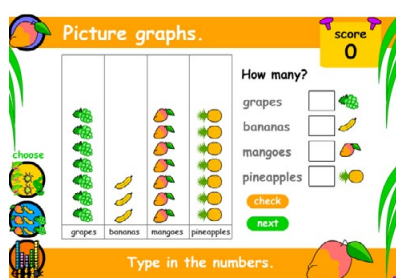 Picture graphs.
score
0
How many?
grapes
bananas
mangoes
pineapples
choose
check
next
grapes bananas mangoes pineapples
Type in the numbers.